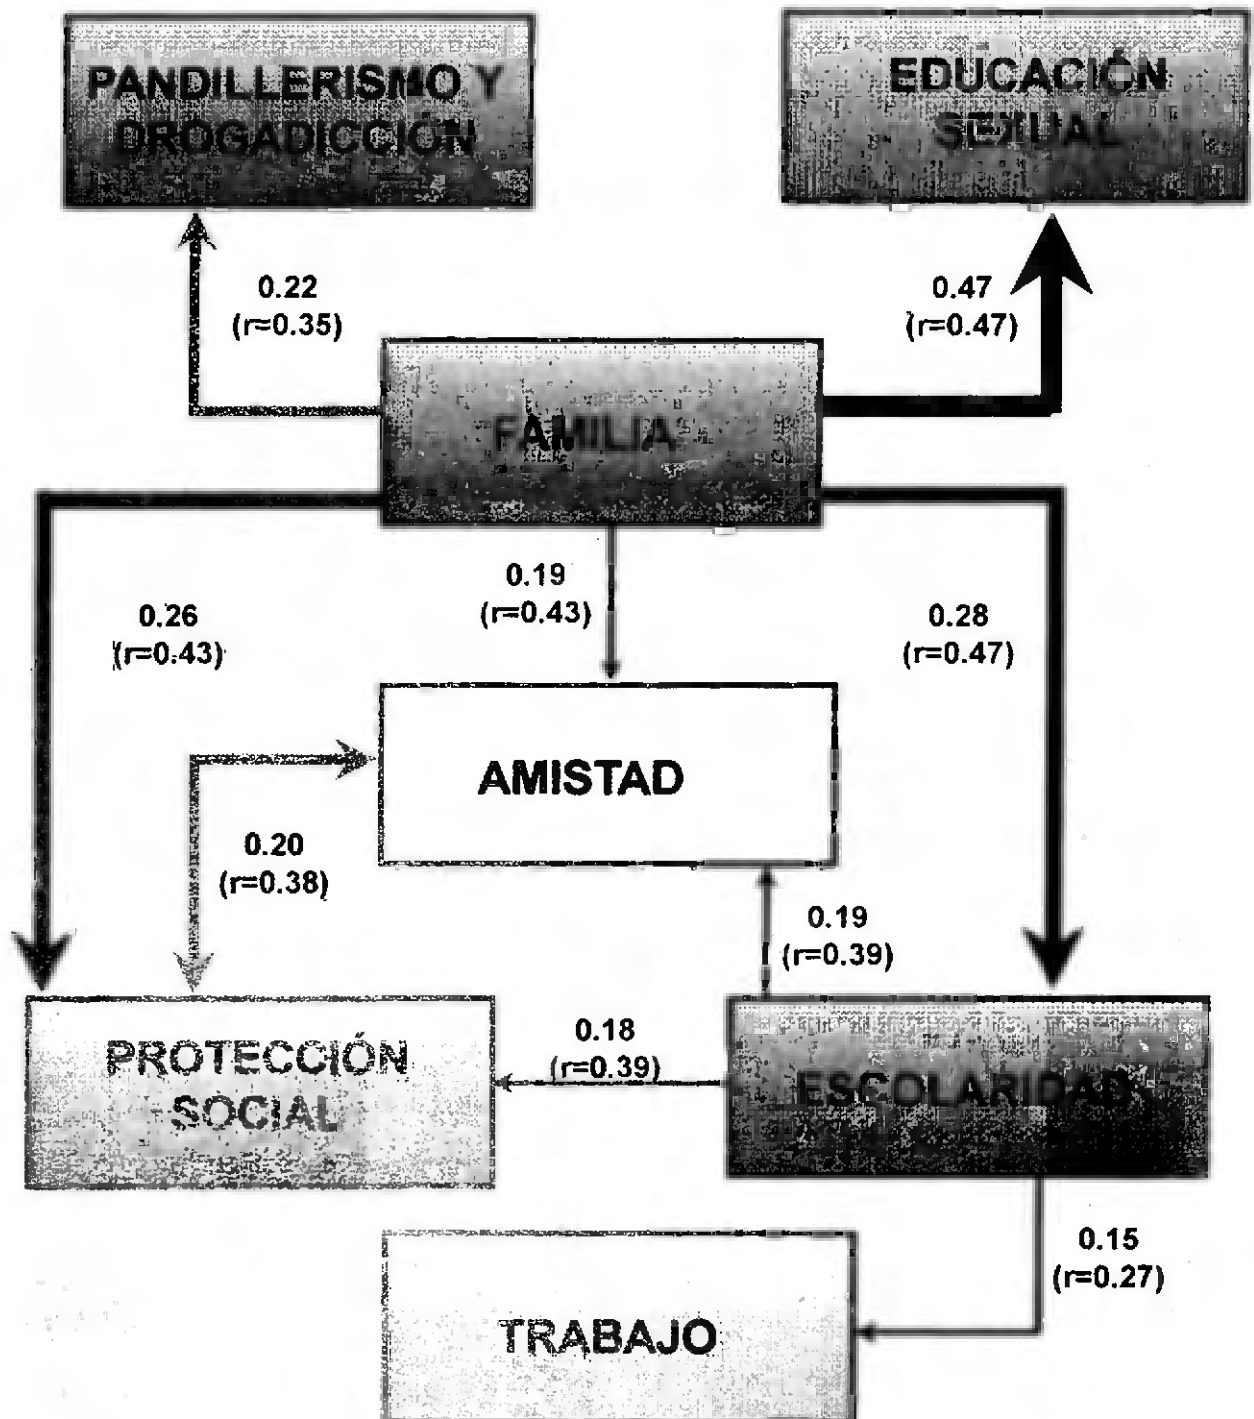 PANDILLERISMO Y
DROGADICCIÓN
EDUCACIÓN
SEXUAL
0.22
(r=0.35)
0.47
(r=0.47)
FAMILIA
0.26
(r=0.43)
0.19
(r=0.43)
0.28
(r=0.47)
AMISTAD
0.20
(r=0.38)
0.19
(r=0.39)
PROTECCIÓN
SOCIAL
0.18
(r=0.39)
ESCOLARIDAD
0.15
(r=0.27)
TRABAJO